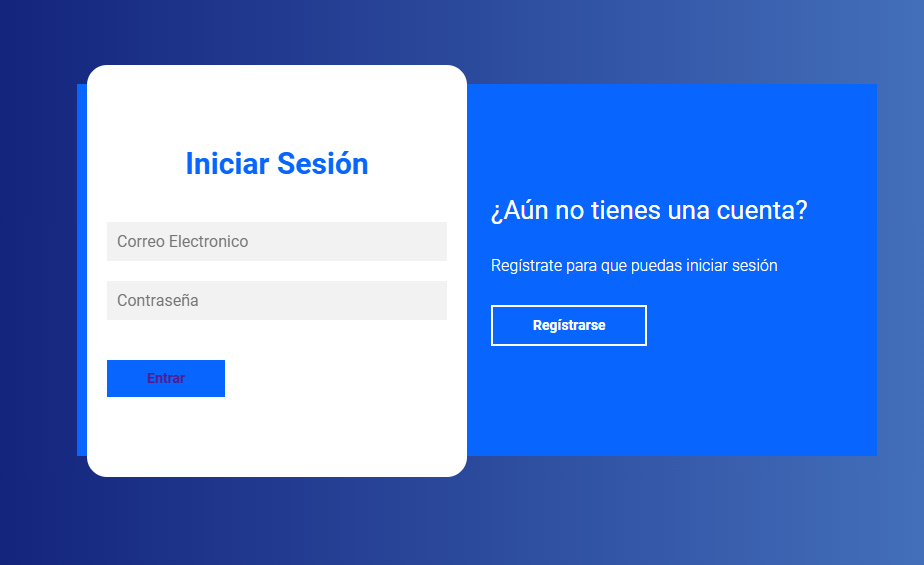 Iniciar Sesión
Correo Electronico
Contraseña
Entrar
¿Aún no tienes una cuenta?
Regístrate para que puedas iniciar sesión
Regístrarse